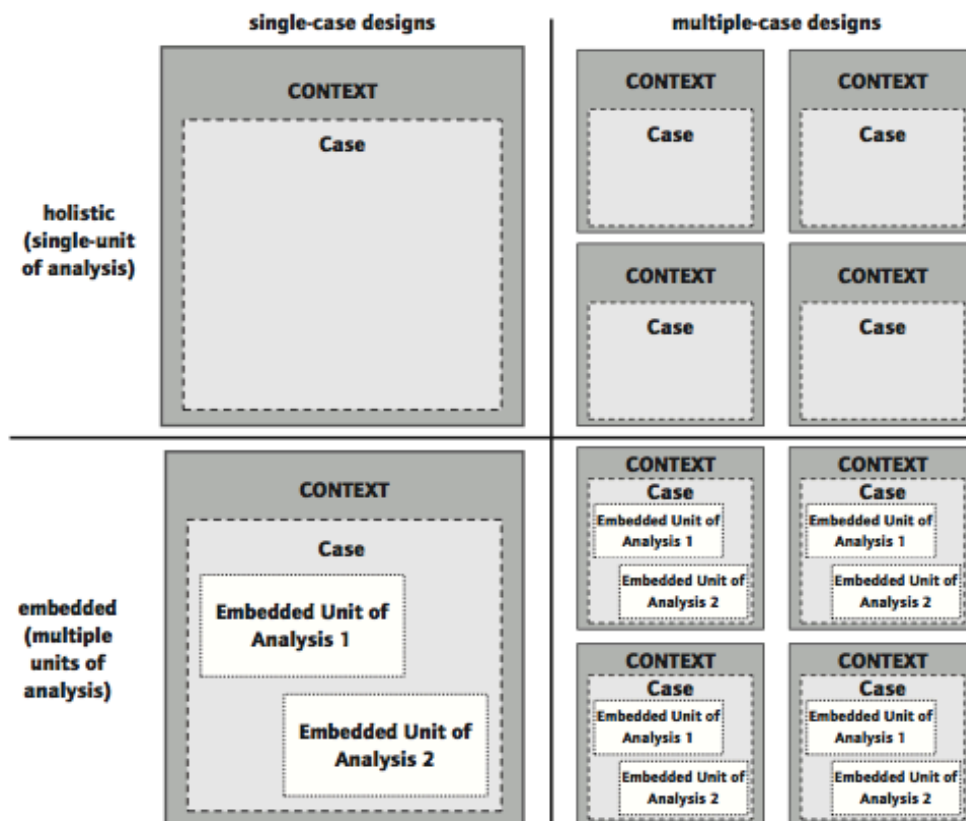 single-case designs
multiple-case designs
holistic
(single-unit
of analysis)
CONTEXT
Case
CONTEXT
Case
CONTEXT
Case
CONTEXT
Case
CONTEXT
Case
embedded
(multiple
units of
analysis)
CONTEXT
Case
Embedded Unit of
Analysis 1
Embedded Unit of
Analysis 2
CONTEXT
Case
Embedded Unit of
Analysis 1
Embedded Unit of
Analysis 2
CONTEXT
Case
Embedded Unit of
Analysis 1
Embedded Unit of
Analysis 2
CONTEXT
Case
Embedded Unit of
Analysis 1
Embedded Unit of
Analysis 2
CONTEXT
Case
Embedded Unit of
Analysis 1
Embedded Unit of
Analysis 2